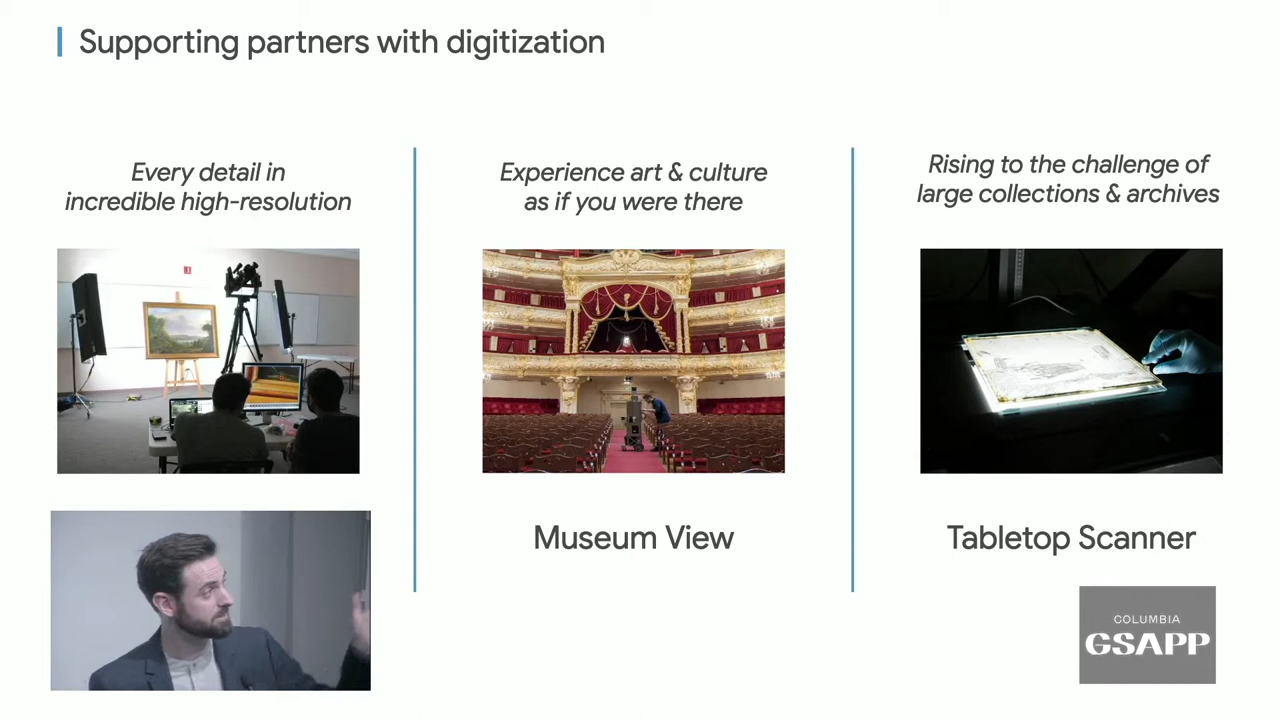 Supporting partners with digitization
Every detail in
incredible high-resolution
Experience art & culture
as if you were there
Museum View
Rising to the challenge of
large collections & archives
Tabletop Scanner
COLUMBIA
GSAPP